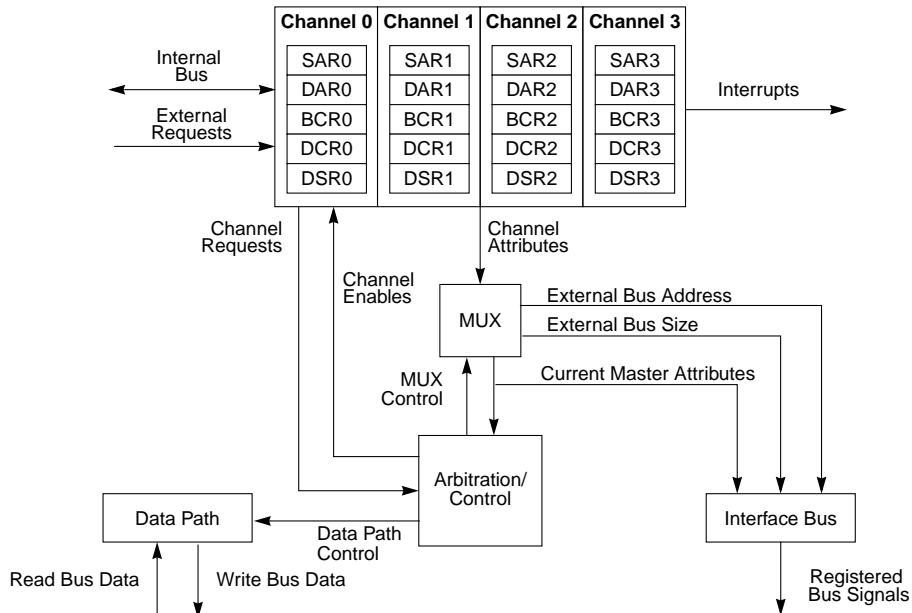 Channel 0 Channel 1 Channel 2 Channel 3
SAR0 SAR1 SAR2 SAR3
DAR0 DAR1 DAR2 DAR3
BCR0 BCR1 BCR2 BCR3
DCR0 DCR1 DCR2 DCR3
DSR0 DSR1 DSR2 DSR3
Internal
Bus
External
Requests
Interrupts
Channel
Requests
Channel
Enables
Channel
Attributes
MUX
External Bus Address
External Bus Size
Current Master Attributes
MUX
Control
Arbitration/
Control
Data Path
Data Path
Control
Interface Bus
Read Bus Data
Write Bus Data
Registered
Bus Signals